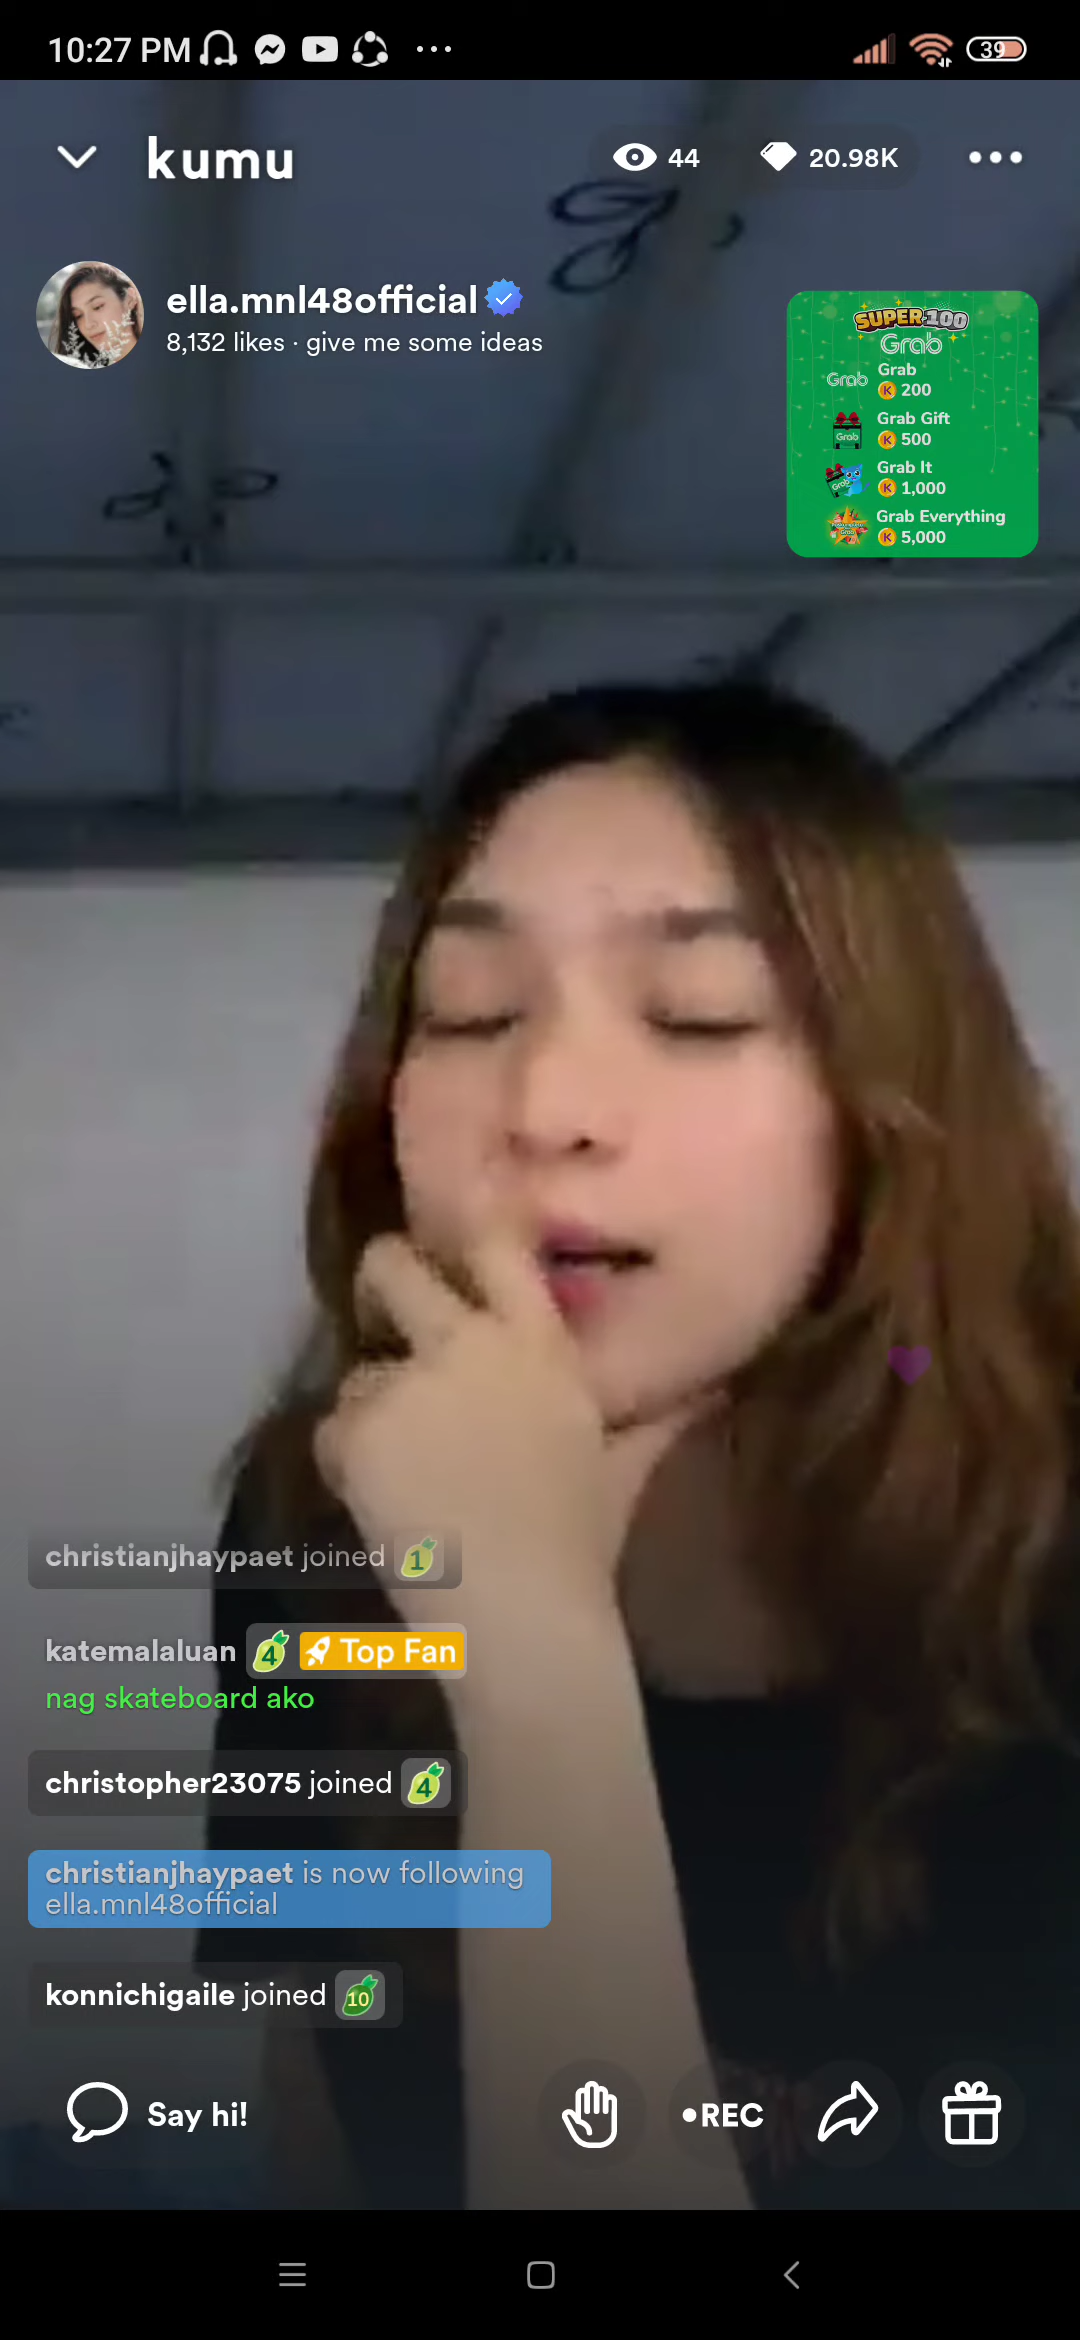 10:27 PM
39
kumu
44
20.98K
ella.mnl48official
8,132 likes · give me some ideas
SUPER 100
Grab
Grab
Grab
200
Grab Gift
Grab
500
Grab It
Grab
1,000
Grab Everything
5,000
christianjhaypaet joined 1
katemalaluan 4 Top Fan
nag skateboard ako
christopher23075 joined 4
christianjhaypaet is now following
ella.mnl48official
konnichigaile joined 10
Say hi!
•REC